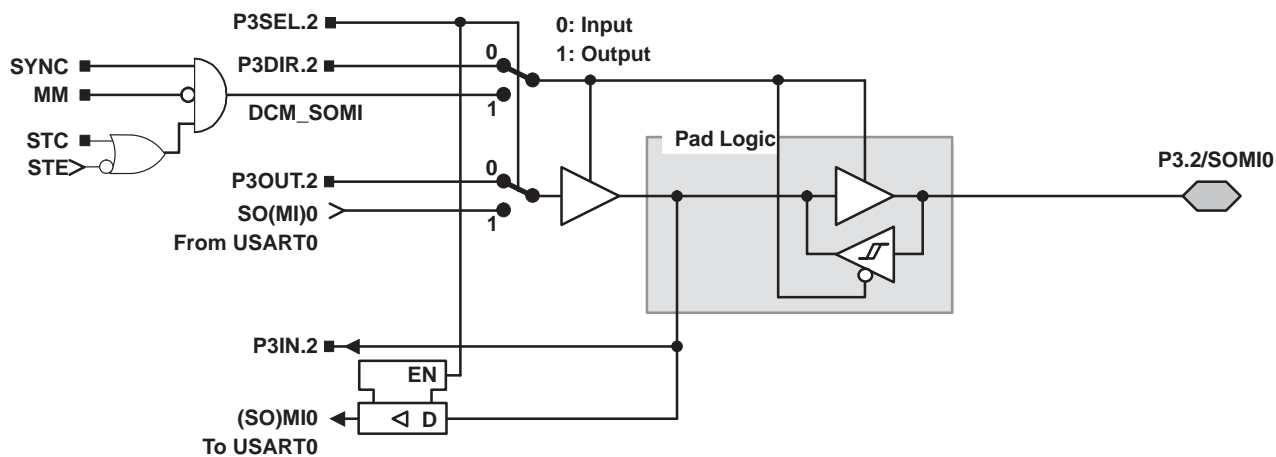 P3SEL.2
0: Input
1: Output
SYNC
P3DIR.2
0
MM
1
DCM_SOMI
STC
STE
Pad Logic
P3.2/SOMI0
P3OUT.2
0
SO(MI)0
1
From USART0
P3IN.2
EN
(SO)MI0
D
To USART0